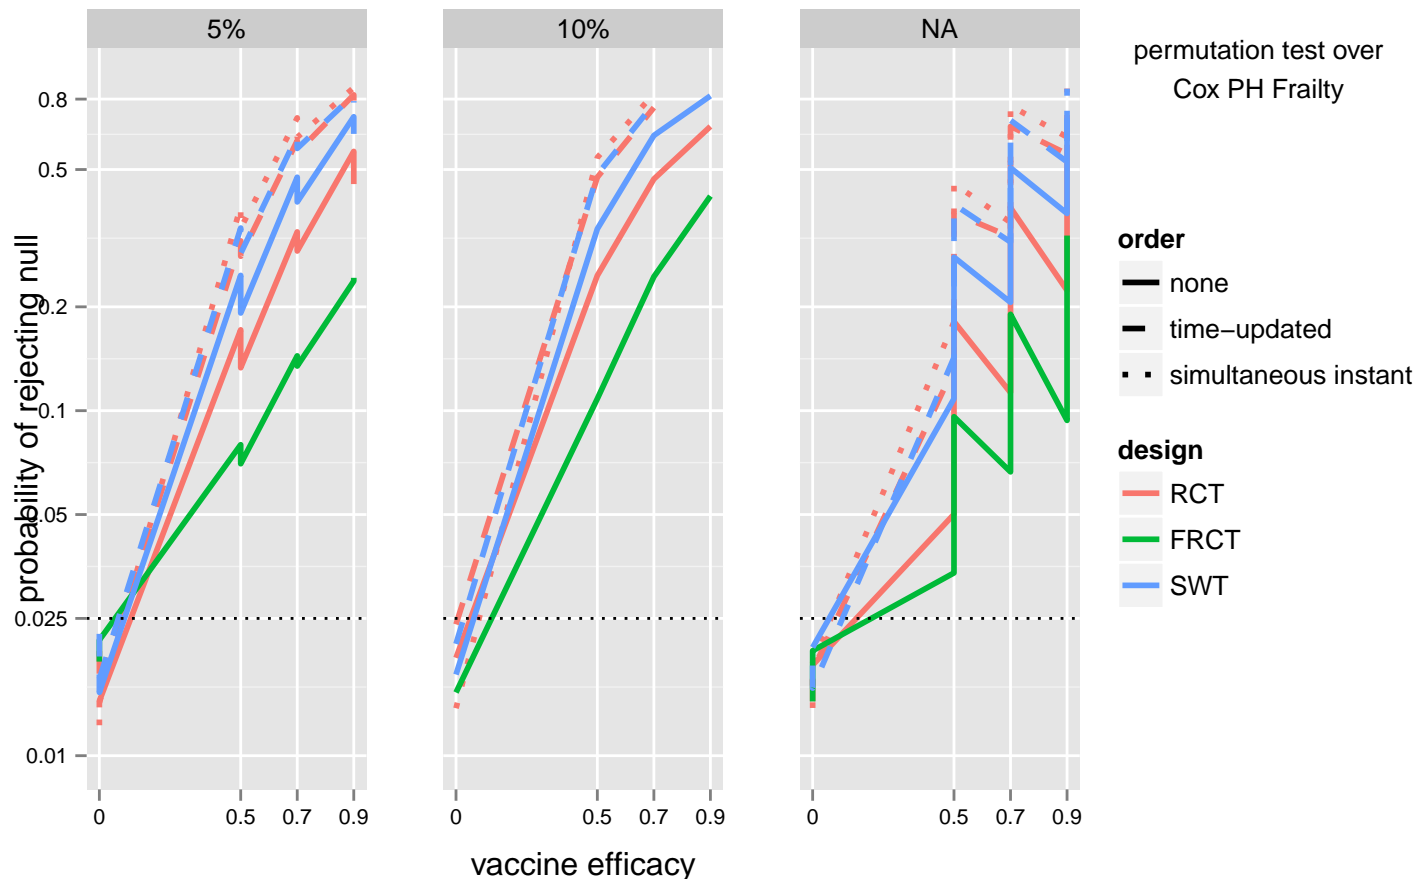 5%
10%
NA
permutation test over
Cox PH Frailty
probability of rejecting null
0.8
0.5
0.2
0.1
0.05
0.025
0.01
order
none
time−updated
simultaneous instant
design
RCT
FRCT
SWT
0 0.5 0.7 0.9
0 0.5 0.7 0.9
0 0.5 0.7 0.9
vaccine efficacy